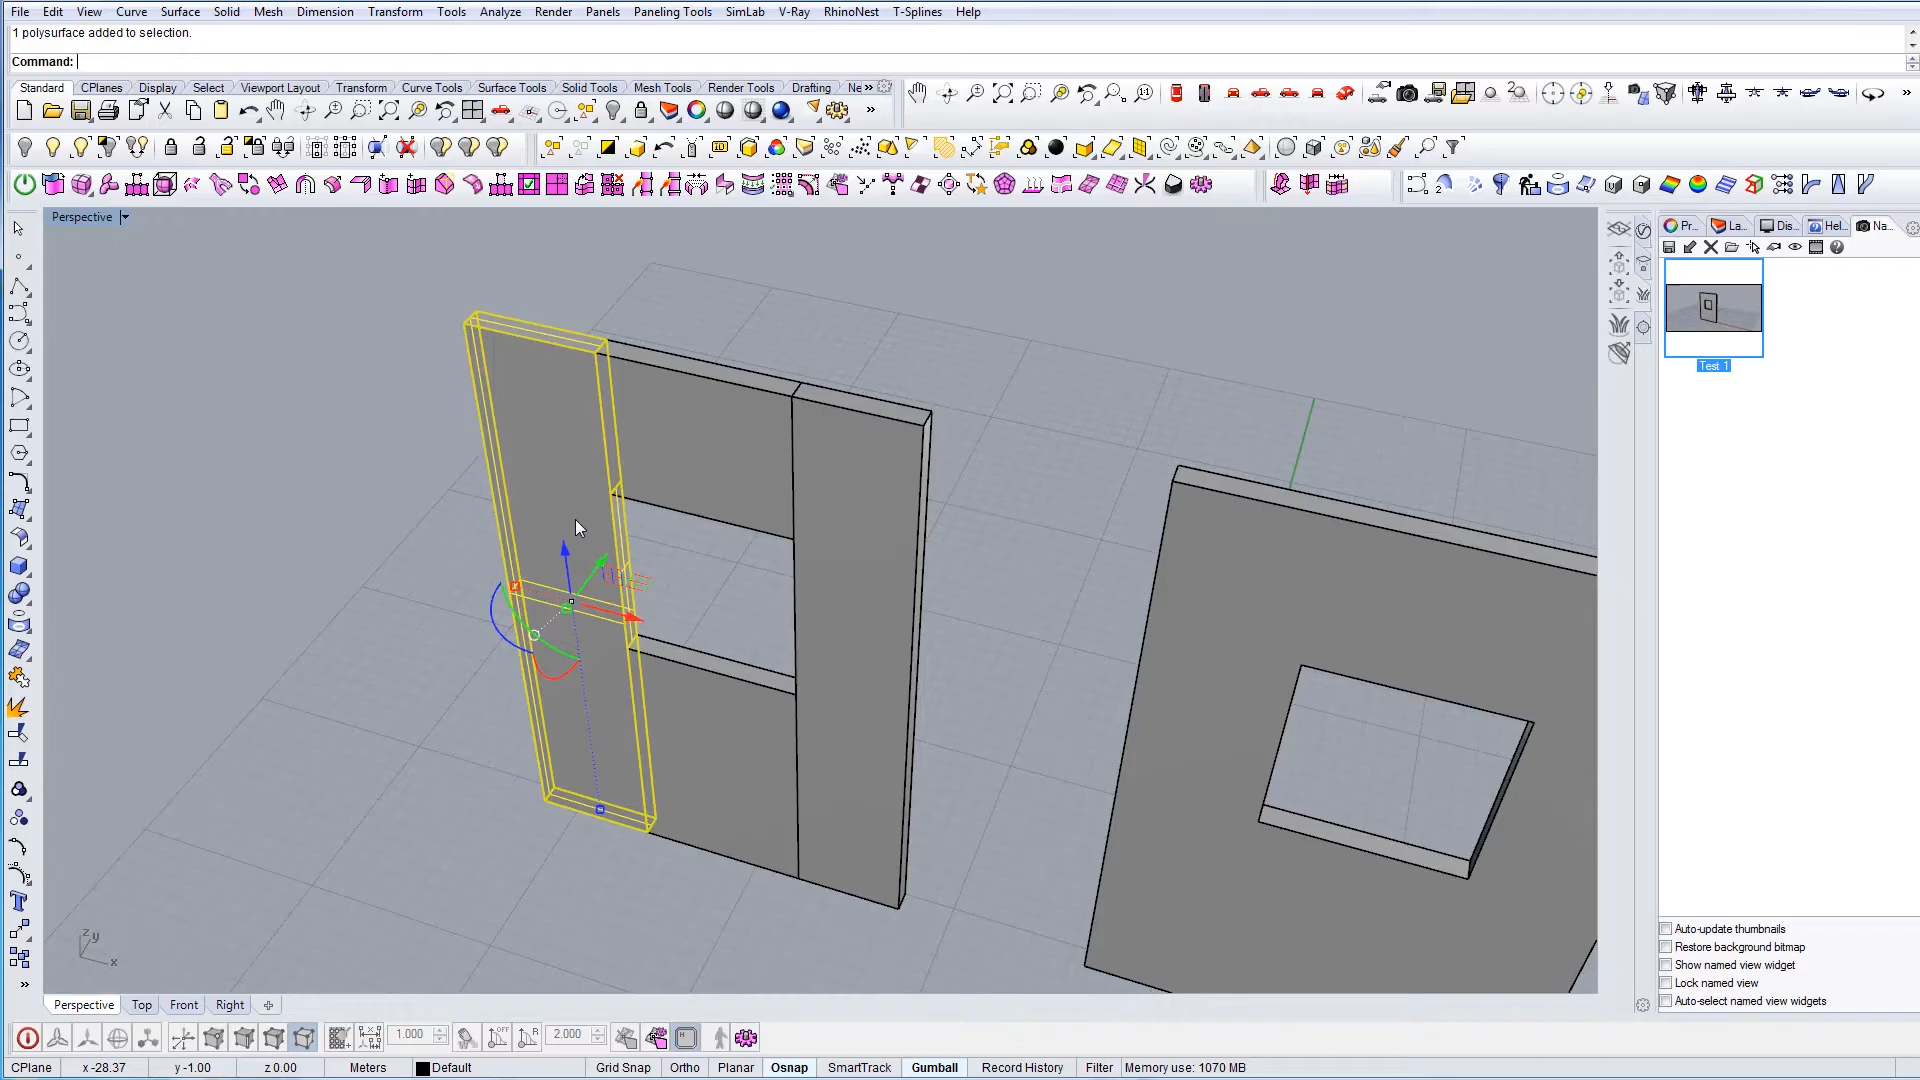 File Edit View Curve Surface Solid Mesh Dimension Transform Tools Analyze Render Panels Paneling Tools SimLab V-Ray RhinoNest T-Splines Help
1 polysurface added to selection.
Command:
Standard CPlanes Display Select Viewport Layout Transform Curve Tools Surface Tools Solid Tools Mesh Tools Render Tools Drafting Ne
Perspective
Pr... La... Dis... Hel... Na...
Test 1
z y
x
Auto-update thumbnails
Restore background bitmap
Show named view widget
Lock named view
Auto-select named view widgets
Perspective Top Front Right
1.000 2.000
CPlane x -28.37 y -1.00 z 0.00 Meters Default Grid Snap Ortho Planar Osnap SmartTrack Gumball Record History Filter Memory use: 1070 MB